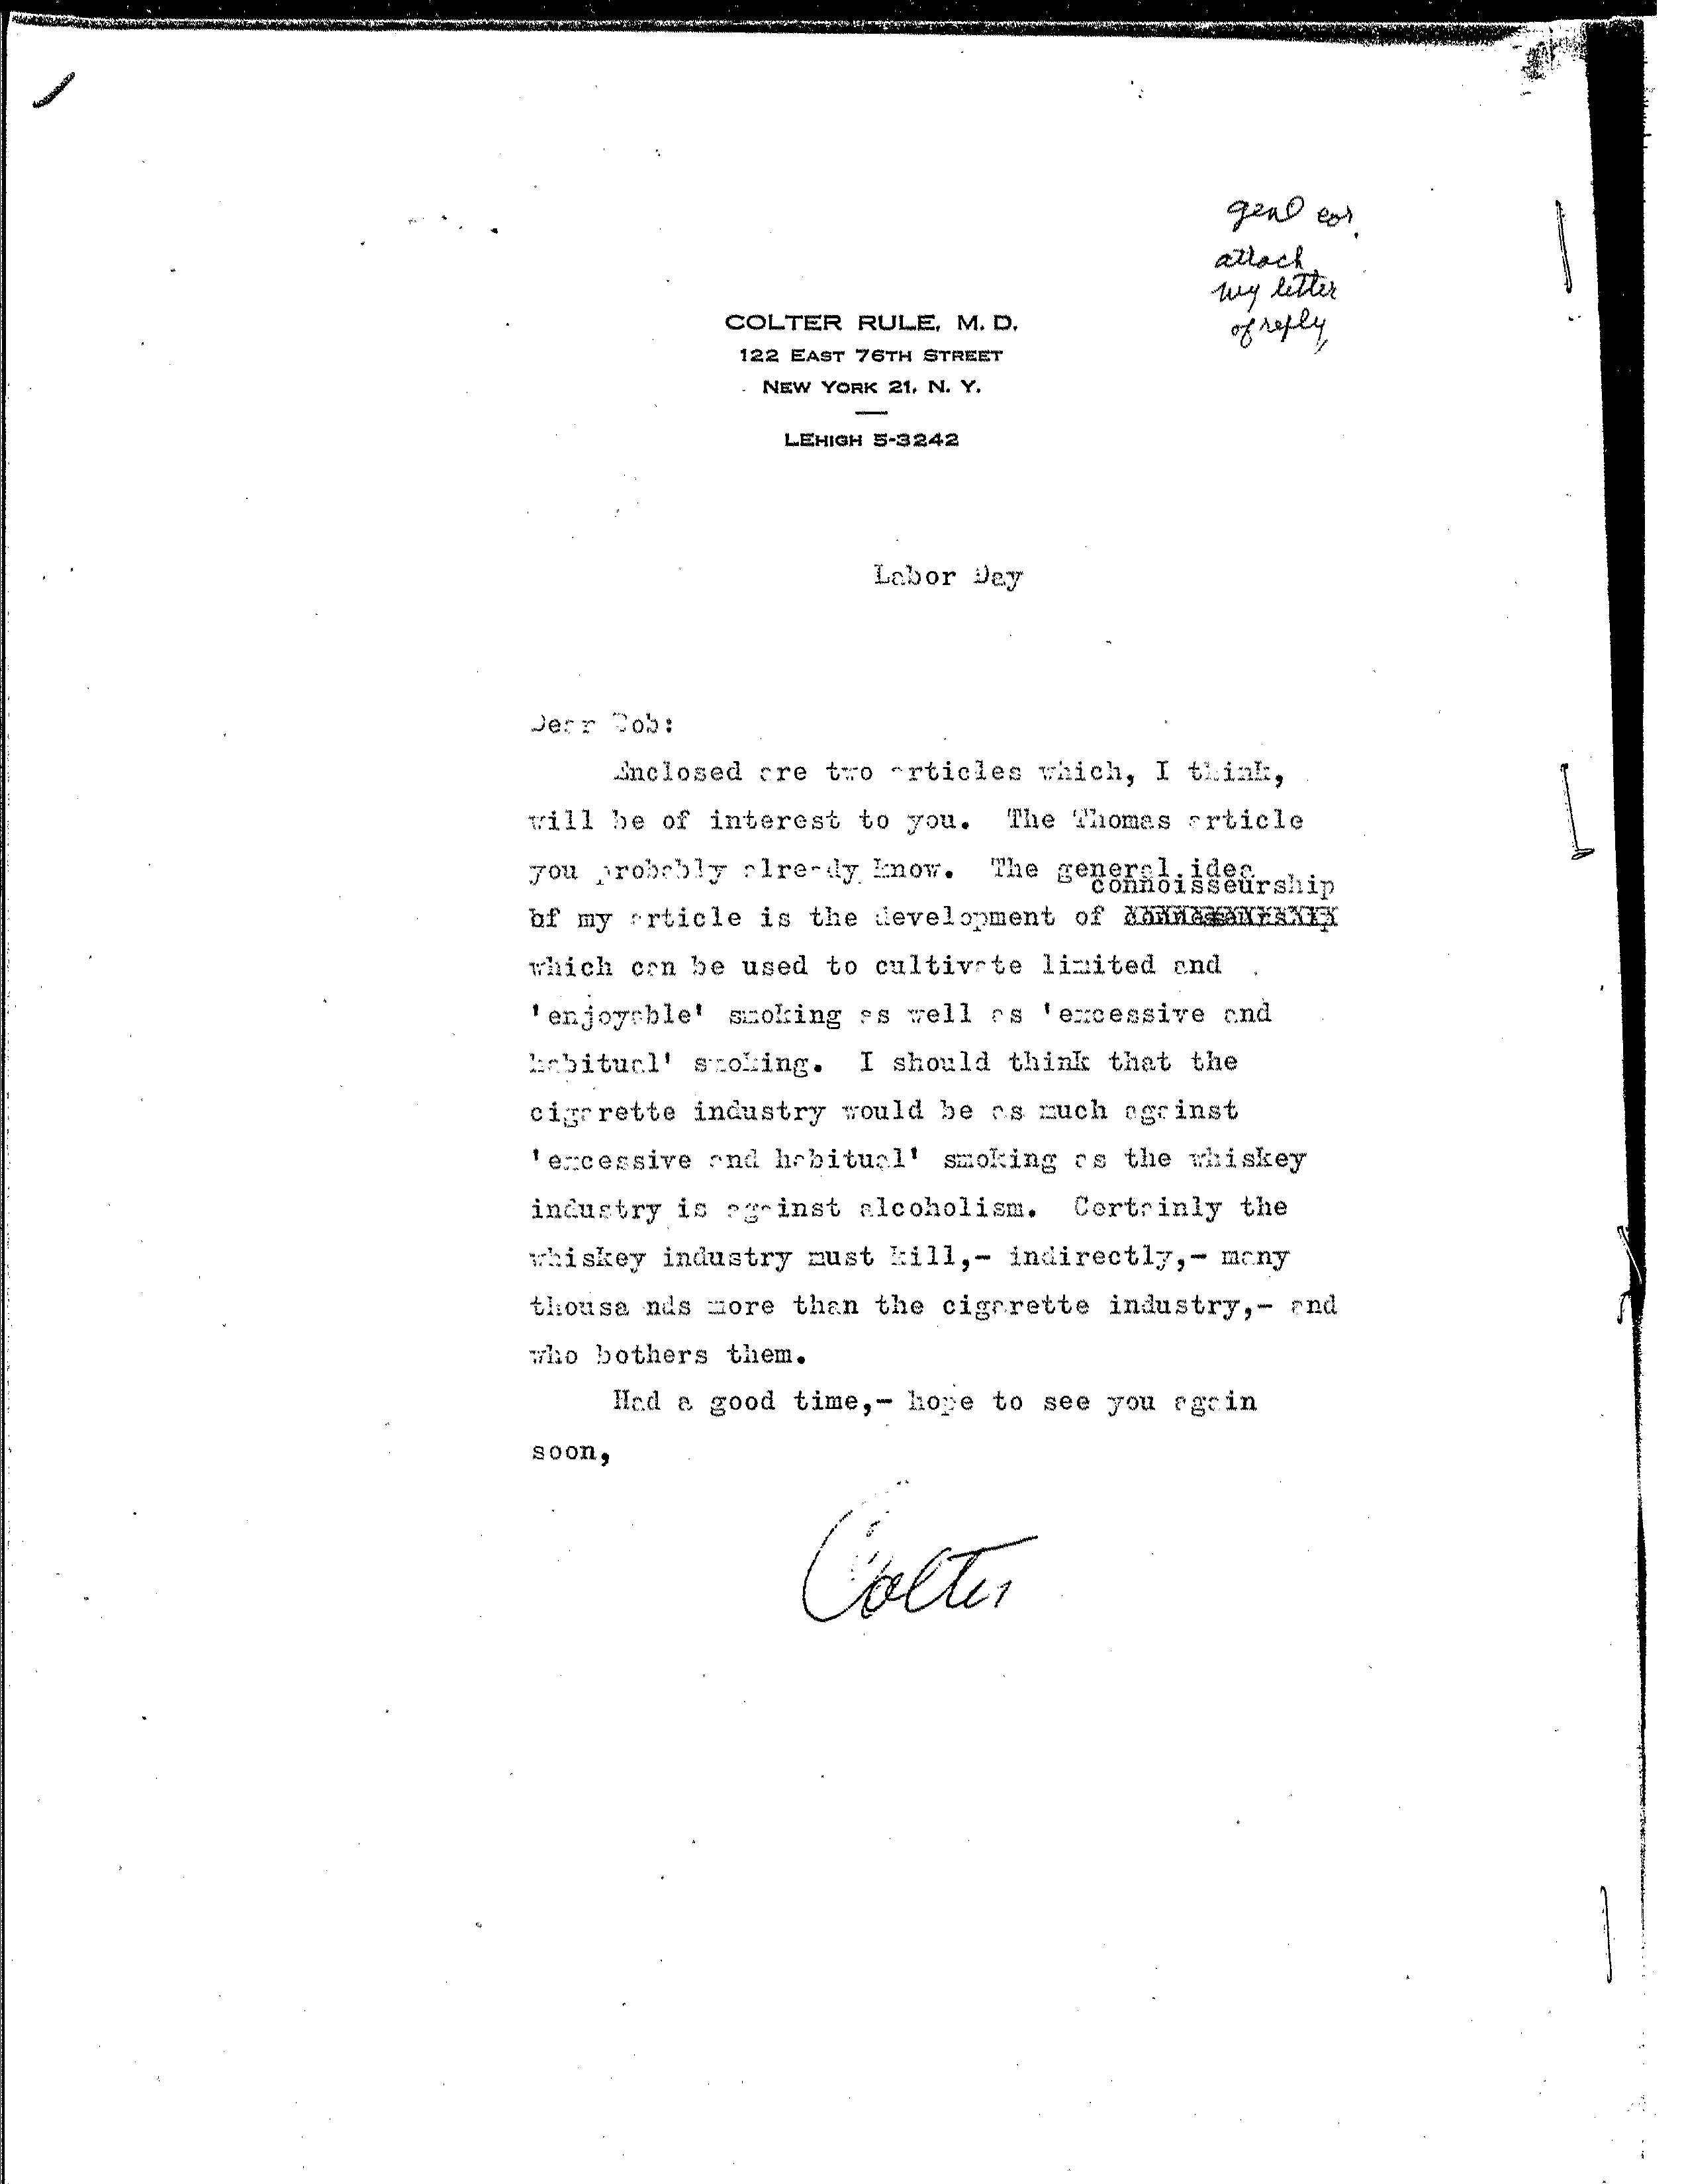 genl cor.
attach
my letter
of reply
COLTER RULE, M. D.
122 EAST 76TH STREET
NEW YORK 21, N. Y.
LEHIGH 5-3242
Labor Day
Dear Bob:
Enclosed are two articles which, I think,
will be of interest to you. The Thomas article
you probably already know. The general idea
connoisseurship
of my article is the development of
which can be used to cultivate limited and
'enjoyable' smoking as well as 'excessive and
habitual' smoking. I should think that the
cigarette industry would be as much against
'excessive and habitual' smoking as the whiskey
industry is against alcoholism. Certainly the
whiskey industry must kill,- indirectly,- many
thousa nds more than the cigarette industry,- and
who bothers them.
Had a good time,- hope to see you again
soon,
Colter